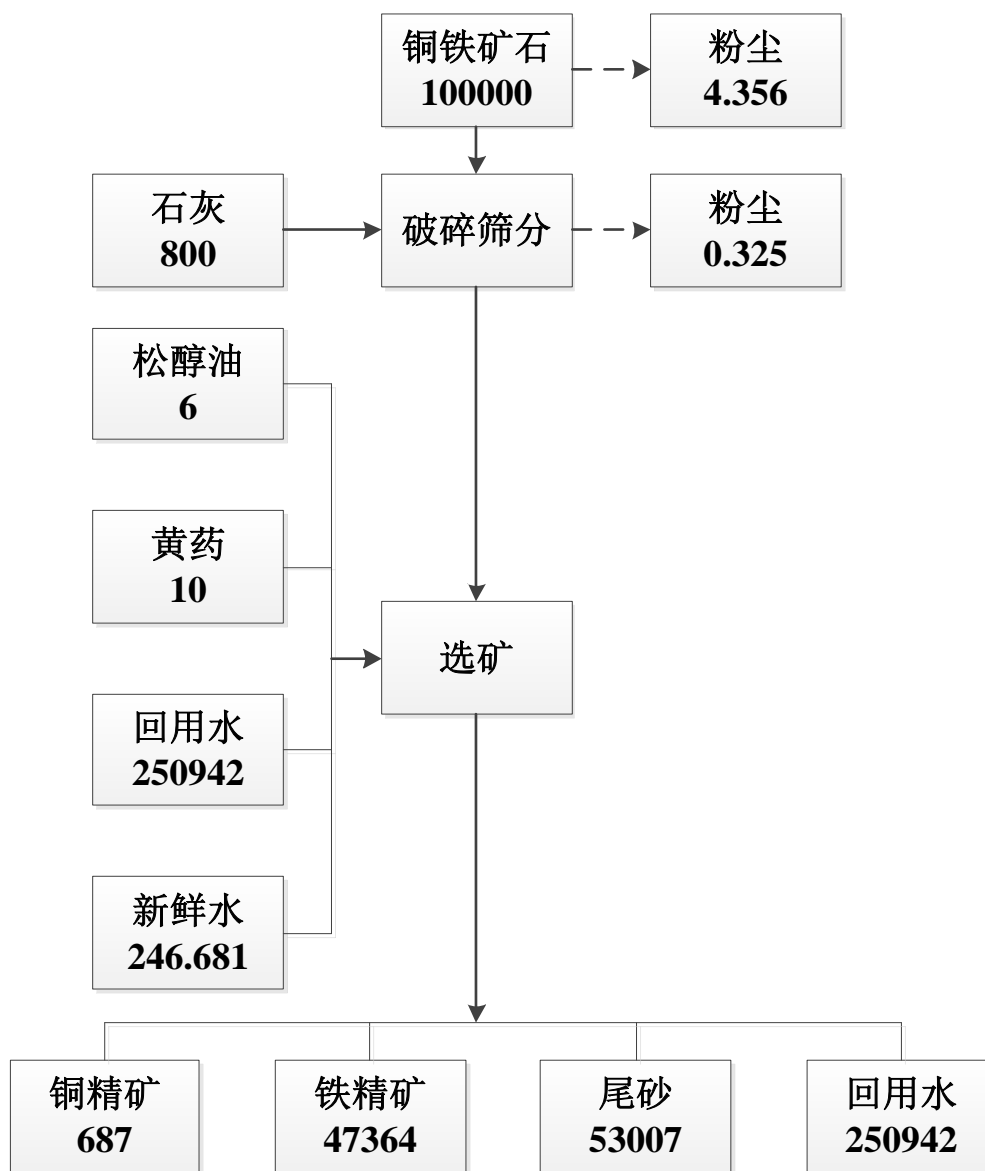 铜铁矿石
100000
粉尘
4.356
石灰
800
破碎筛分
粉尘
0.325
松醇油
6
黄药
10
选矿
回用水
250942
新鲜水
246.681
铜精矿
687
铁精矿
47364
尾砂
53007
回用水
250942